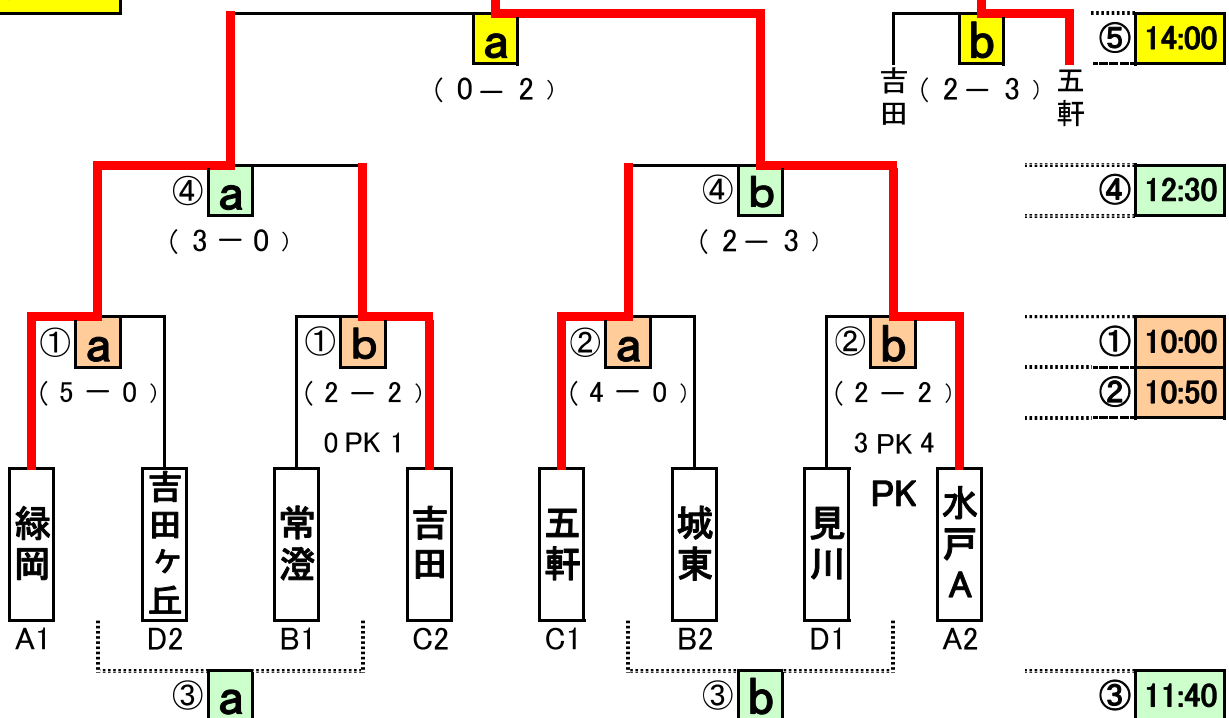 a
b
⑤ 14:00
( 0 - 2 )
吉田
( 2 - 3 )
五軒
④ a
④ b
④ 12:30
( 3 - 0 )
( 2 - 3 )
① a
① b
② a
② b
① 10:00
( 5 - 0 )
( 2 - 2 )
( 4 - 0 )
( 2 - 2 )
② 10:50
0 PK 1
3 PK 4
PK
緑岡
吉田ヶ丘
常澄
吉田
五軒
城東
見川
水戸A
A1
D2
B1
C2
C1
B2
D1
A2
③ a
③ b
③ 11:40